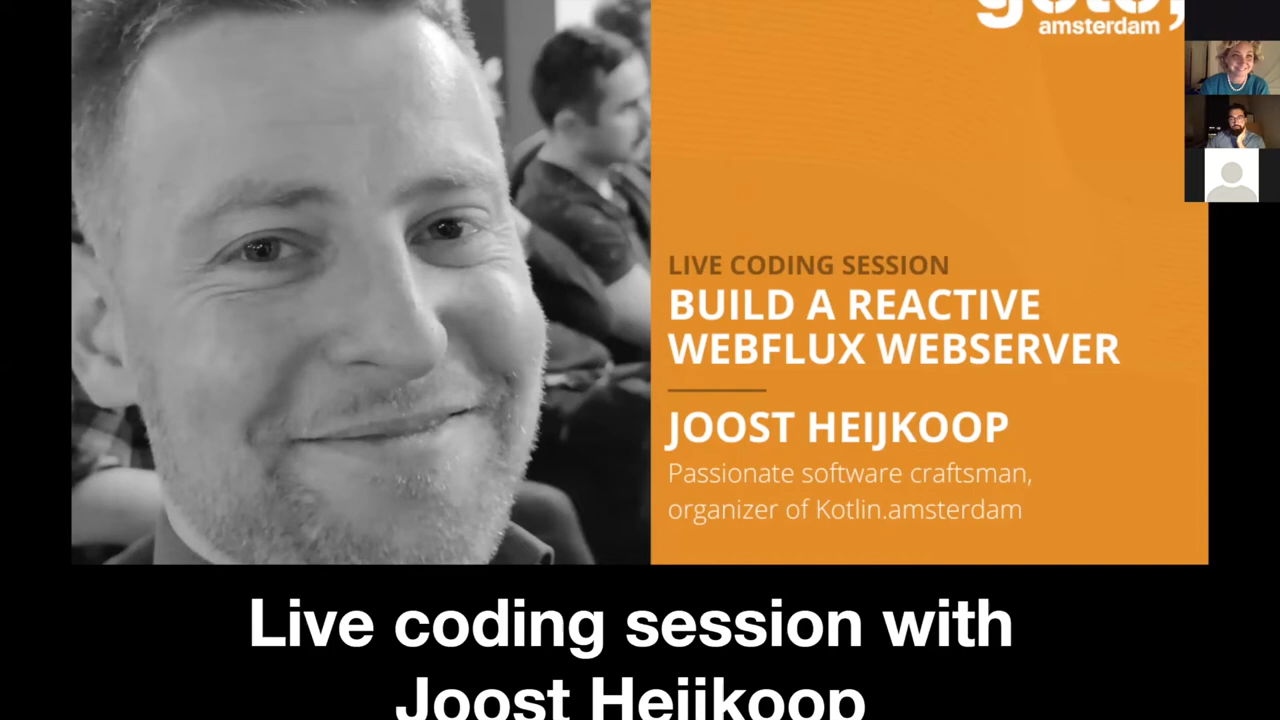 goto;
amsterdam
LIVE CODING SESSION
BUILD A REACTIVE
WEBFLUX WEBSERVER
JOOST HEIJKOOP
Passionate software craftsman,
organizer of Kotlin.amsterdam
Live coding session with
Joost Heijkoop